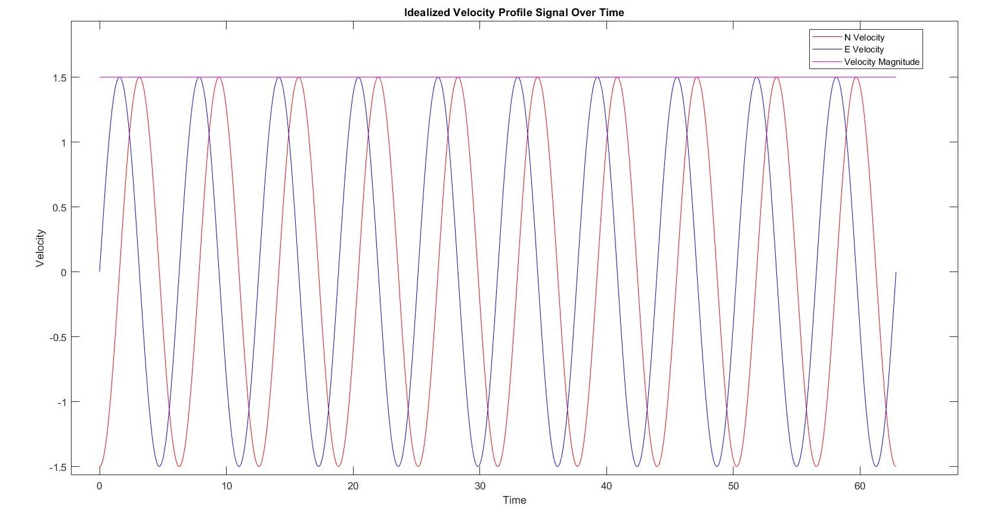 Idealized Velocity Profile Signal Over Time
N Velocity
E Velocity
Velocity Magnitude
1.5
1
0.5
0
-0.5
-1
-1.5
Velocity
0 10 20 30 40 50 60
Time